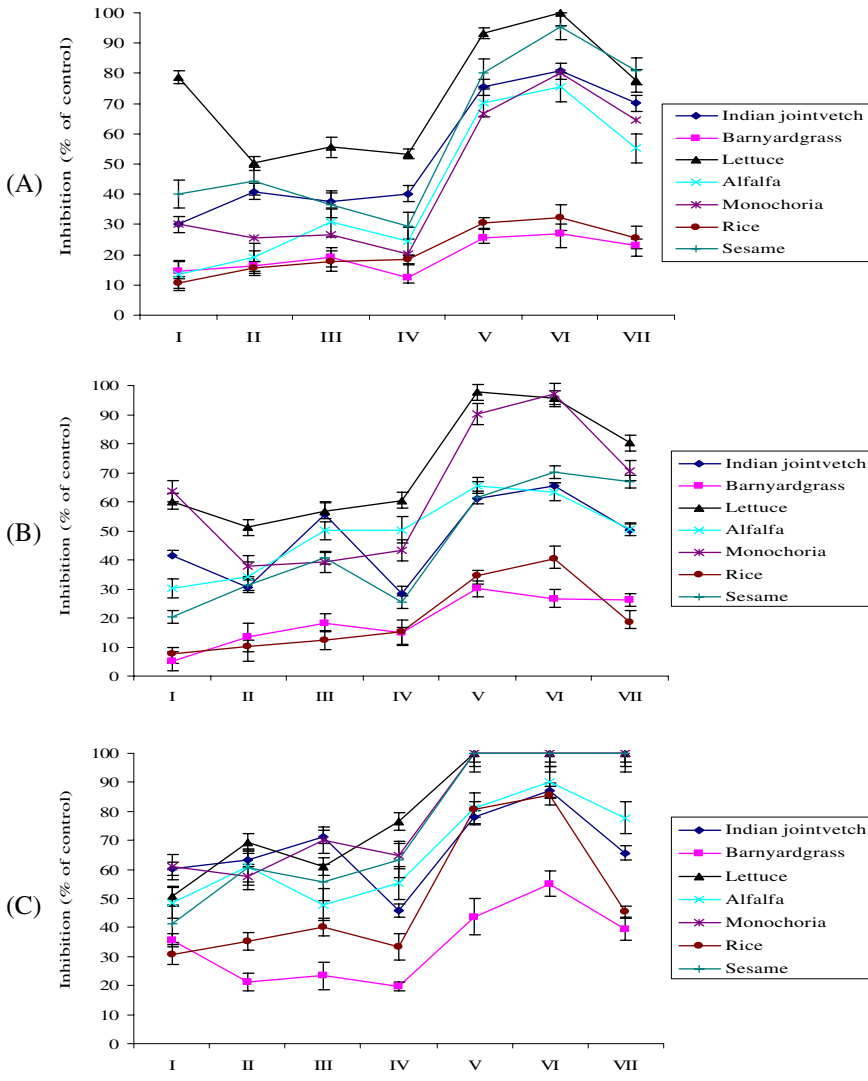 (A)
Inhibition (% of control)
100
90
80
70
60
50
40
30
20
10
0
I II III IV V VI VII
Indian jointvetch
Barnyardgrass
Lettuce
Alfalfa
Monochoria
Rice
Sesame
(B)
Inhibition (% of control)
100
90
80
70
60
50
40
30
20
10
0
I II III IV V VI VII
Indian jointvetch
Barnyardgrass
Lettuce
Alfalfa
Monochoria
Rice
Sesame
(C)
Inhibition (% of control)
100
90
80
70
60
50
40
30
20
10
0
I II III IV V VI VII
Indian jointvetch
Barnyardgrass
Lettuce
Alfalfa
Monochoria
Rice
Sesame